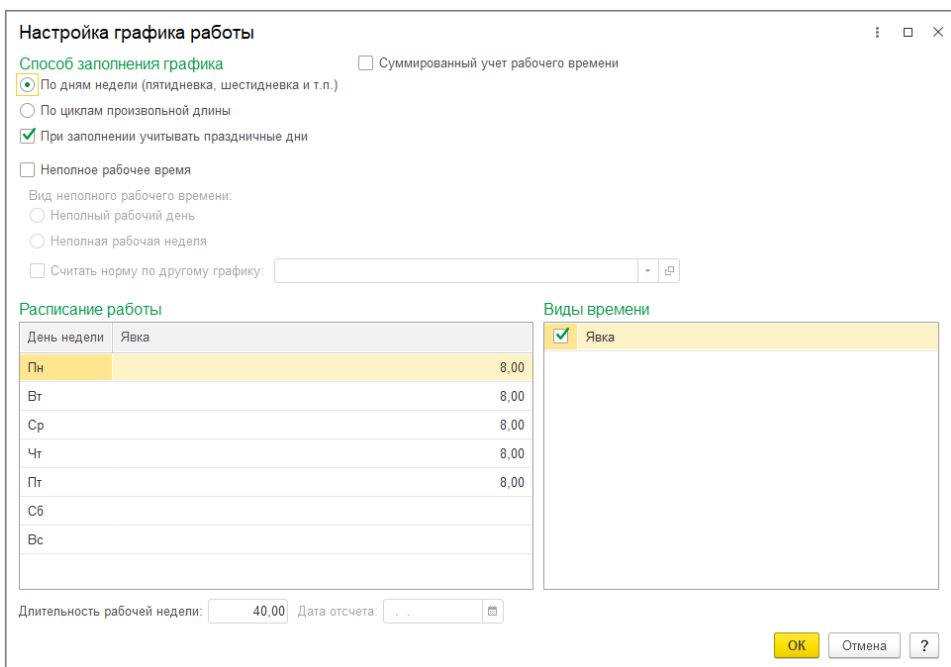 Настройка графика работы
Способ заполнения графика
Суммированный учет рабочего времени
По дням недели (пятидневка, шестидневка и т.п.)
По циклам произвольной длины
При заполнении учитывать праздничные дни
Неполное рабочее время
Вид неполного рабочего времени:
Неполный рабочий день
Неполная рабочая неделя
Считать норму по другому графику:
Расписание работы
День недели Явка
Пн 8,00
Вт 8,00
Ср 8,00
Чт 8,00
Пт 8,00
Сб
Вс
Виды времени
Явка
Длительность рабочей недели: 40,00 Дата отсчета: . .
ОК Отмена ?